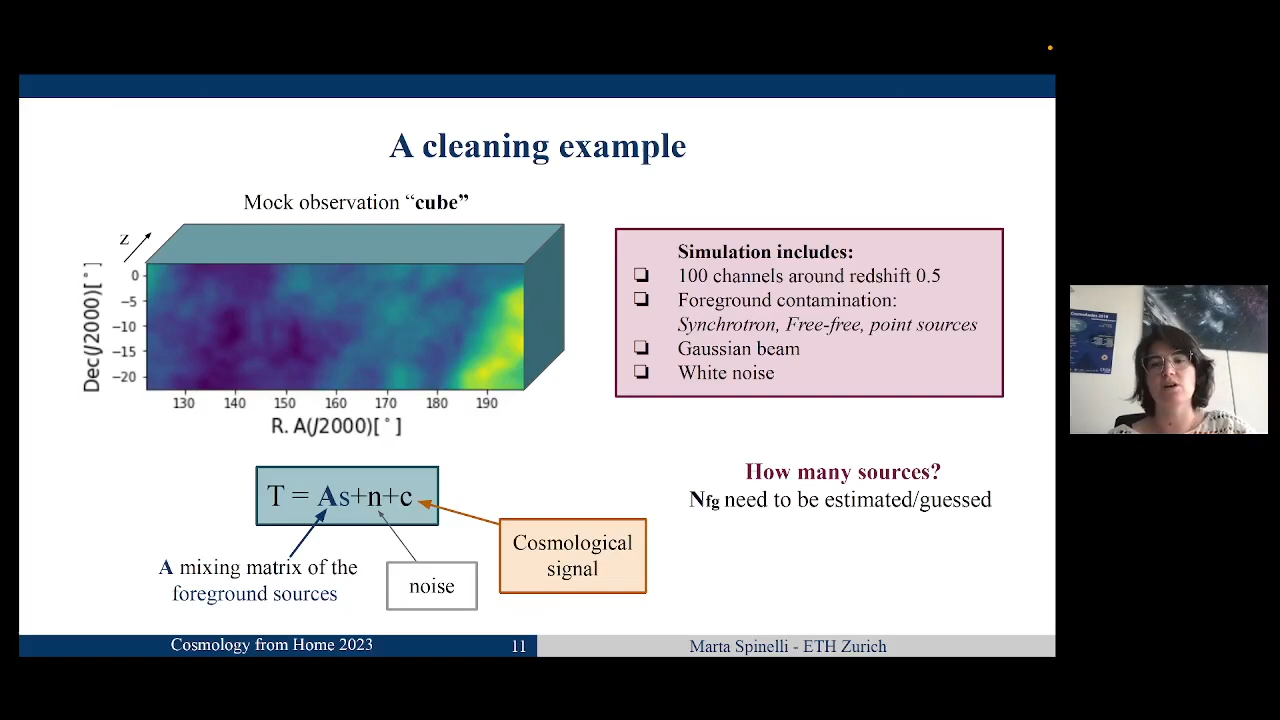 A cleaning example
Mock observation “cube”
z
0
−5
−10
−15
−20
Dec(J2000)[°]
130 140 150 160 170 180 190
R. A(J2000)[°]
Simulation includes:
❏ 100 channels around redshift 0.5
❏ Foreground contamination:
Synchrotron, Free-free, point sources
❏ Gaussian beam
❏ White noise
T = As+n+c
A mixing matrix of the
foreground sources
noise
Cosmological
signal
How many sources?
Nfg need to be estimated/guessed
Cosmology from Home 2023
11
Marta Spinelli - ETH Zurich